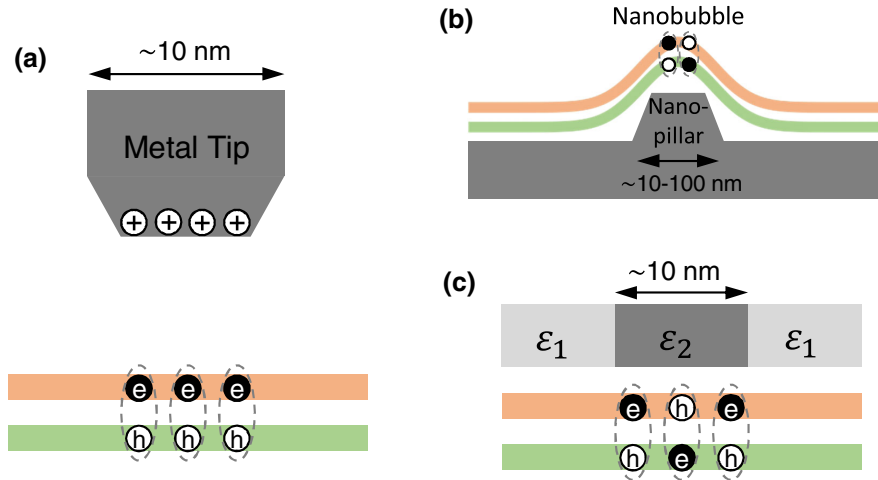 (a)
~10 nm
Metal Tip
+ + + +
e e e
h h h
(b)
Nanobubble
Nano-
pillar
~10-100 nm
(c)
~10 nm
ε₁ ε₂ ε₁
e h e
h e h